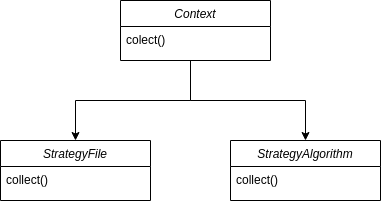 Context
colect()
StrategyFile
collect()
StrategyAlgorithm
collect()